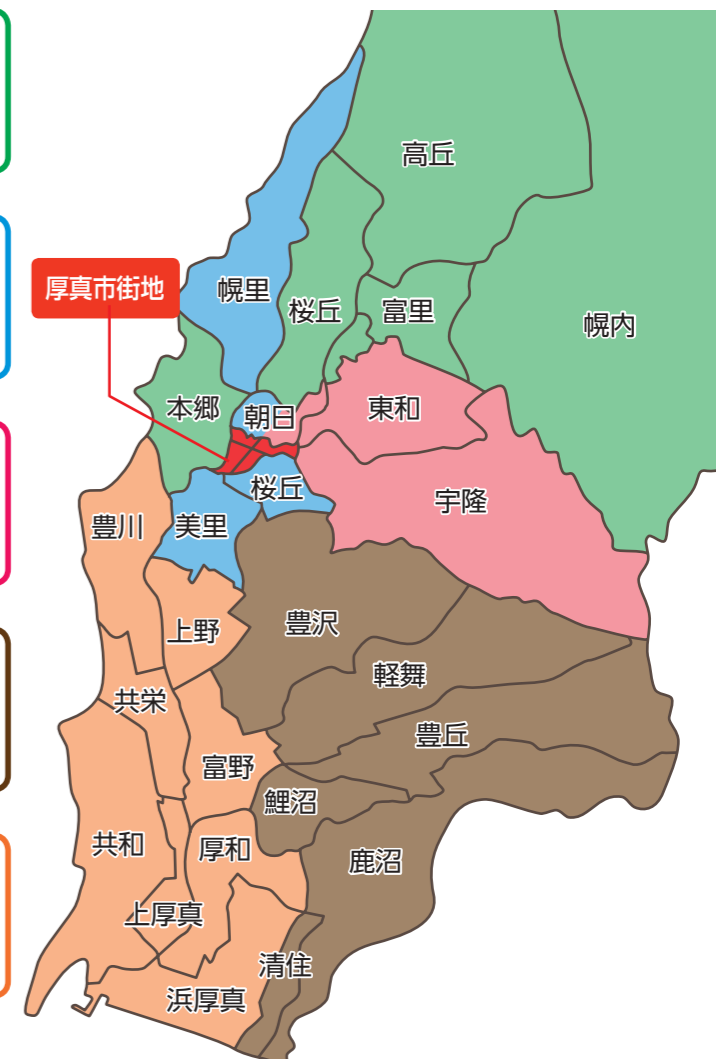 高丘
厚真市街地
幌里
桜丘
富里
幌内
本郷
朝日
東和
桜丘
宇隆
豊川
美里
上野
豊沢
軽舞
共栄
豊丘
富野
鯉沼
共和
厚和
鹿沼
上厚真
清住
浜厚真